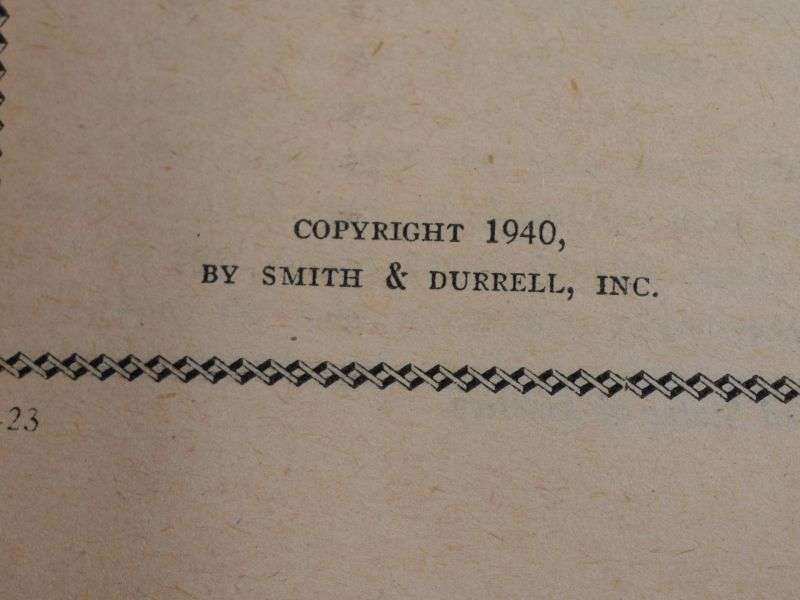 COPYRIGHT 1940,
BY SMITH & DURRELL, INC.
-23